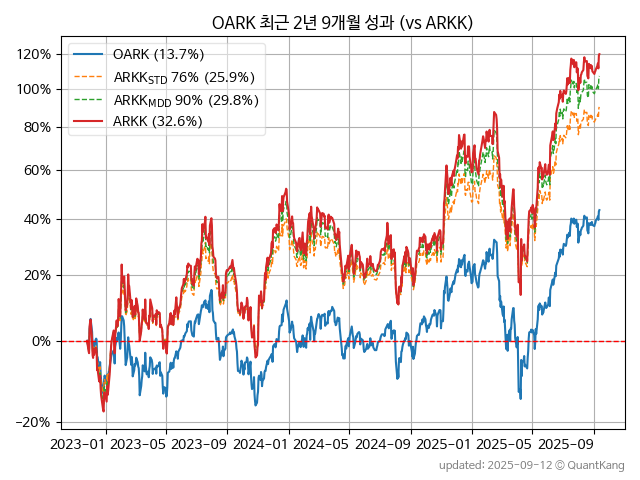 OARK 최근 2년 9개월 성과 (vs ARKK)
120%
100%
80%
60%
40%
20%
0%
-20%
OARK (13.7%)
ARKK_STD 76% (25.9%)
ARKK_MDD 90% (29.8%)
ARKK (32.6%)
2023-01 2023-05 2023-09 2024-01 2024-05 2024-09 2025-01 2025-05 2025-09
updated: 2025-09-12 © QuantKang